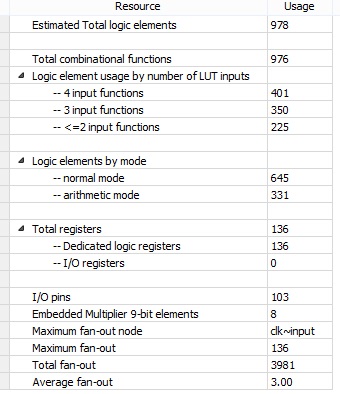 Resource Usage
Estimated Total logic elements 978
Total combinational functions 976
Logic element usage by number of LUT inputs
-- 4 input functions 401
-- 3 input functions 350
-- <=2 input functions 225
Logic elements by mode
-- normal mode 645
-- arithmetic mode 331
Total registers 136
-- Dedicated logic registers 136
-- I/O registers 0
I/O pins 103
Embedded Multiplier 9-bit elements 8
Maximum fan-out node clk~input
Maximum fan-out 136
Total fan-out 3981
Average fan-out 3.00